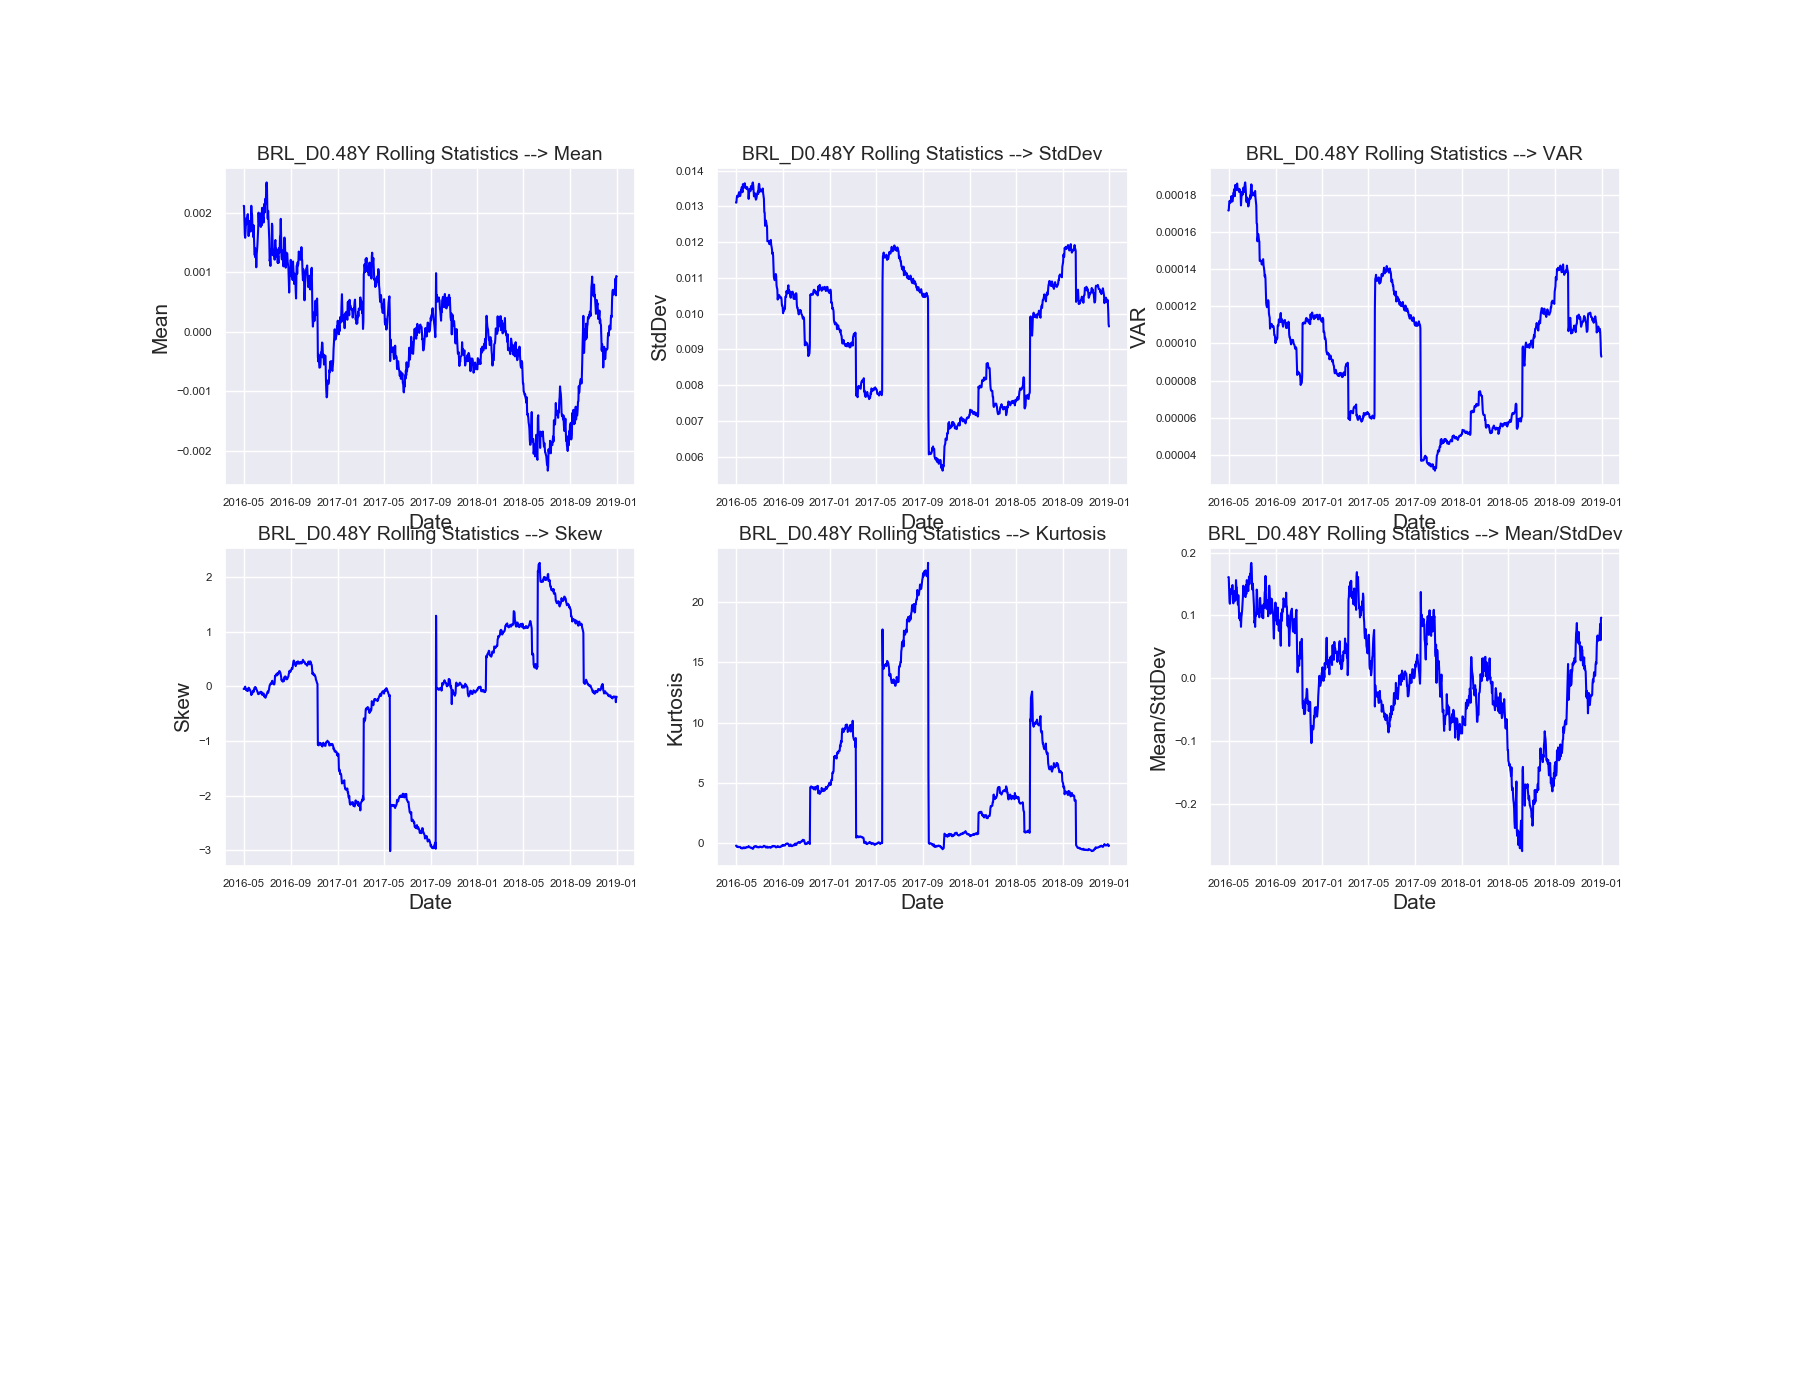 BRL_D0.48Y Rolling Statistics --> Mean
0.002
0.001
0.000
−0.001
−0.002
Mean
2016-05 2016-09 2017-01 2017-05 2017-09 2018-01 2018-05 2018-09 2019-01
Date
BRL_D0.48Y Rolling Statistics --> StdDev
0.014
0.013
0.012
0.011
0.010
0.009
0.008
0.007
0.006
StdDev
2016-05 2016-09 2017-01 2017-05 2017-09 2018-01 2018-05 2018-09 2019-01
Date
BRL_D0.48Y Rolling Statistics --> VAR
0.00018
0.00016
0.00014
0.00012
0.00010
0.00008
0.00006
0.00004
VAR
2016-05 2016-09 2017-01 2017-05 2017-09 2018-01 2018-05 2018-09 2019-01
Date
BRL_D0.48Y Rolling Statistics --> Skew
2
1
0
−1
−2
−3
Skew
2016-05 2016-09 2017-01 2017-05 2017-09 2018-01 2018-05 2018-09 2019-01
Date
BRL_D0.48Y Rolling Statistics --> Kurtosis
20
15
10
5
0
Kurtosis
2016-05 2016-09 2017-01 2017-05 2017-09 2018-01 2018-05 2018-09 2019-01
Date
BRL_D0.48Y Rolling Statistics --> Mean/StdDev
0.2
0.1
0.0
−0.1
−0.2
Mean/StdDev
2016-05 2016-09 2017-01 2017-05 2017-09 2018-01 2018-05 2018-09 2019-01
Date